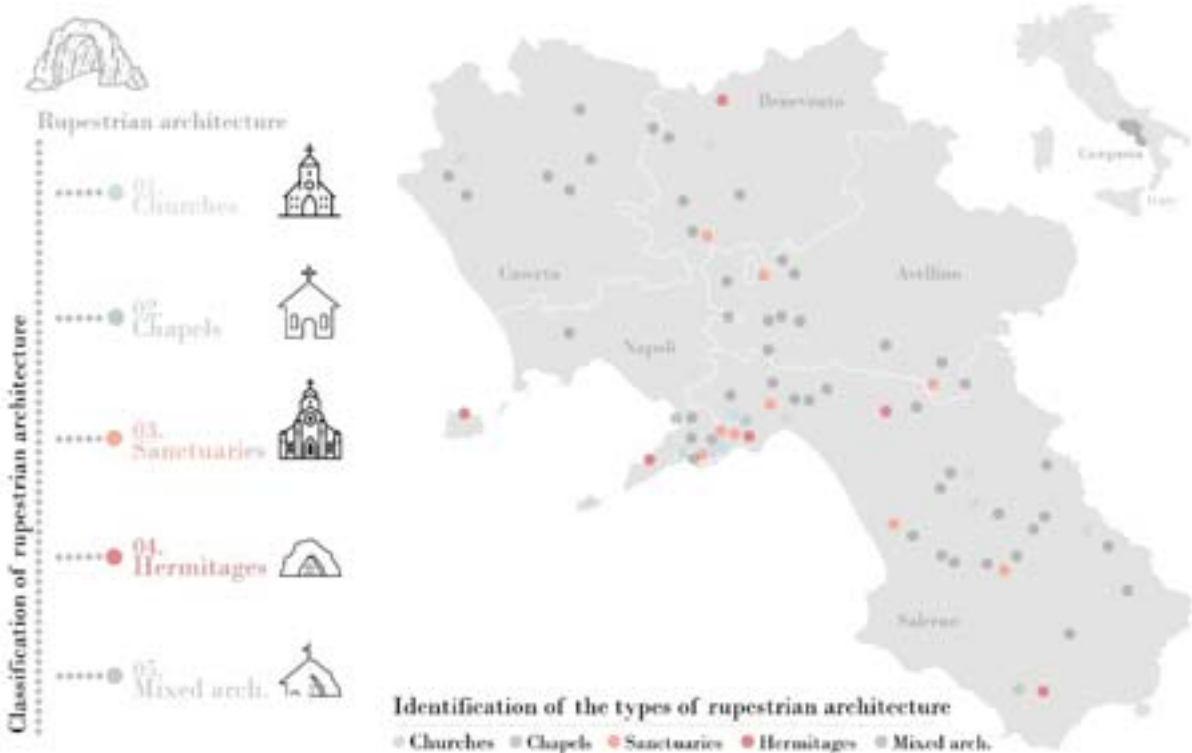 Rupestrian architecture
Classification of rupestrian architecture
01.
Churches
02.
Chapels
03.
Sanctuaries
04.
Hermitages
05.
Mixed arch.
Benevento
Caserta
Avellino
Napoli
Salerno
Campania
Italy
Identification of the types of rupestrian architecture
Churches Chapels Sanctuaries Hermitages Mixed arch.